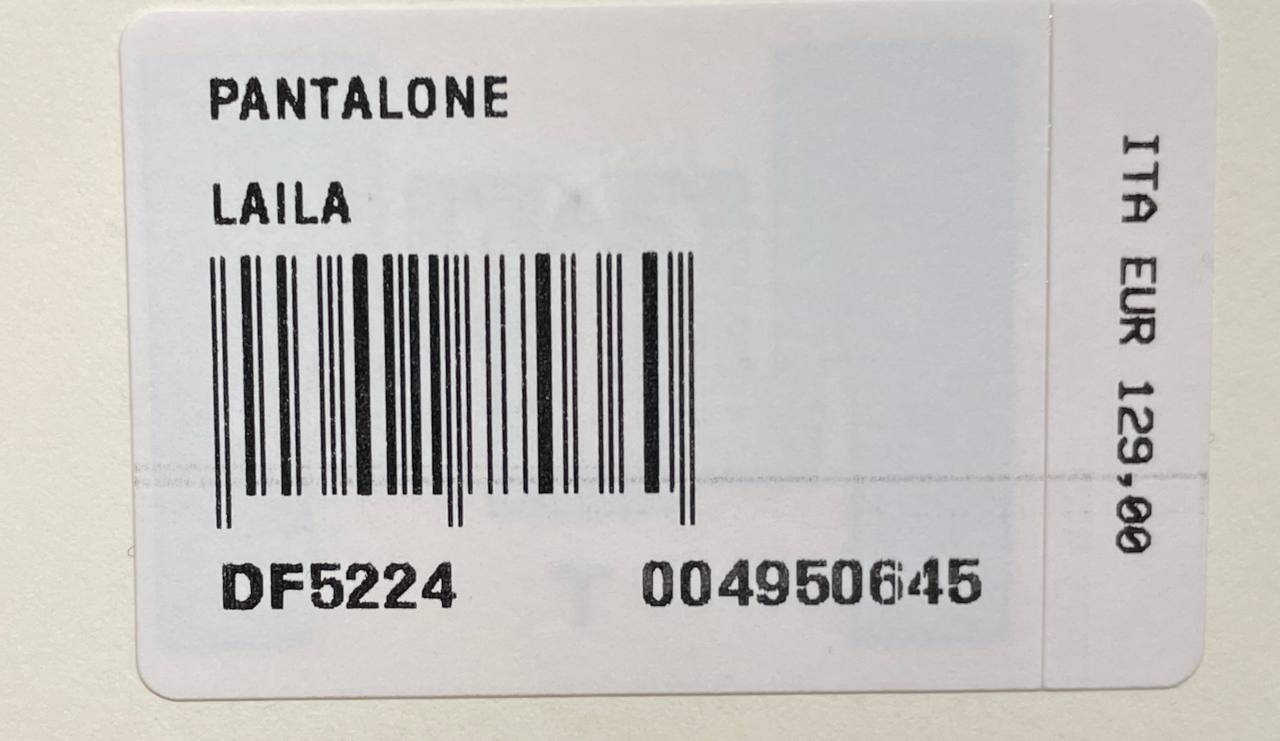 PANTALONE
LAILA
DF5224 004950645
ITA EUR 129,00